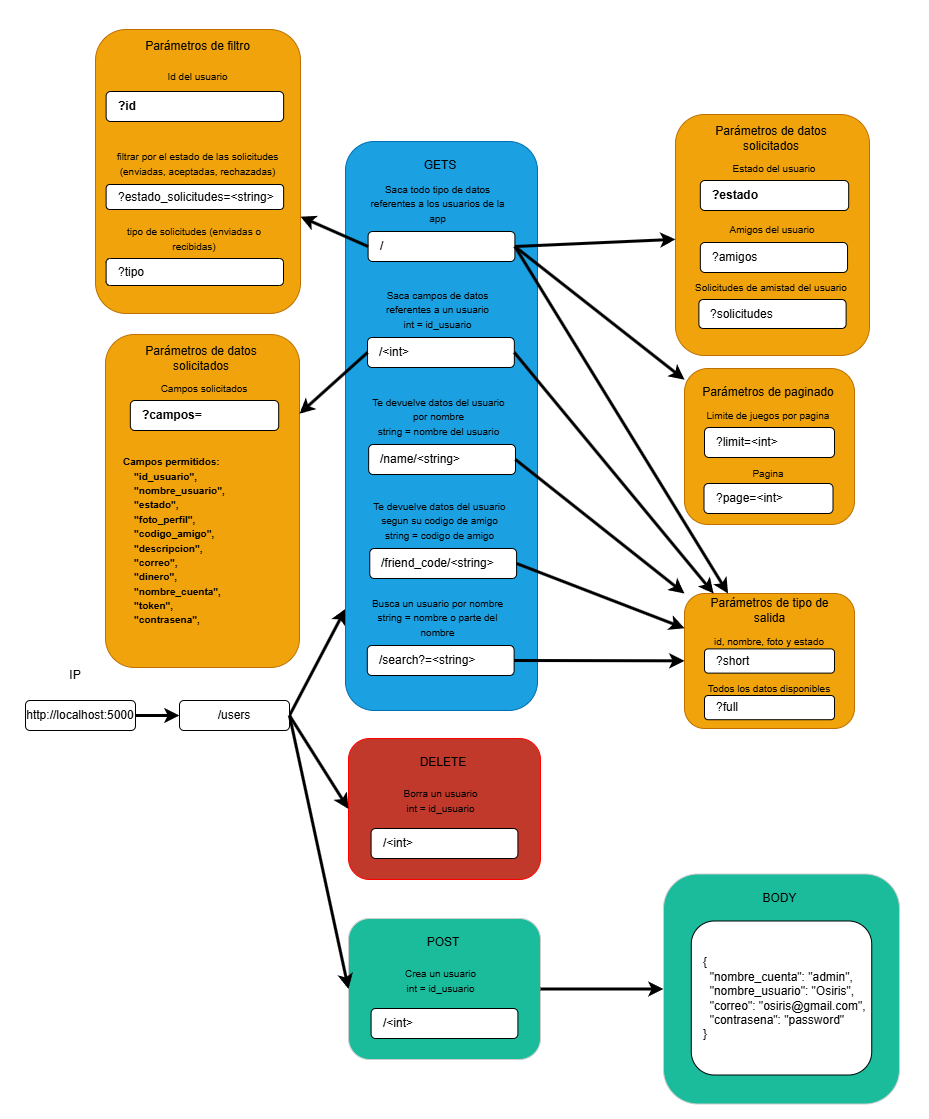 Parámetros de filtro
Id del usuario
?id
filtrar por el estado de las solicitudes
(enviadas, aceptadas, rechazadas)
?estado_solicitudes=<string>
tipo de solicitudes (enviadas o
recibidas)
?tipo
Parámetros de datos
solicitados
Campos solicitados
?campos=
Campos permitidos:
"id_usuario",
"nombre_usuario",
"estado",
"foto_perfil",
"codigo_amigo",
"descripcion",
"correo",
"dinero",
"nombre_cuenta",
"token",
"contrasena",
IP
http://localhost:5000
/users
GETS
Saca todo tipo de datos
referentes a los usuarios de la
app
/
Saca campos de datos
referentes a un usuario
int = id_usuario
/<int>
Te devuelve datos del usuario
por nombre
string = nombre del usuario
/name/<string>
Te devuelve datos del usuario
segun su codigo de amigo
string = codigo de amigo
/friend_code/<string>
Busca un usuario por nombre
string = nombre o parte del
nombre
/search?=<string>
DELETE
Borra un usuario
int = id_usuario
/<int>
POST
Crea un usuario
int = id_usuario
/<int>
Parámetros de datos
solicitados
Estado del usuario
?estado
Amigos del usuario
?amigos
Solicitudes de amistad del usuario
?solicitudes
Parámetros de paginado
Limite de juegos por pagina
?limit=<int>
Pagina
?page=<int>
Parámetros de tipo de
salida
id, nombre, foto y estado
?short
Todos los datos disponibles
?full
BODY
{
"nombre_cuenta": "admin",
"nombre_usuario": "Osiris",
"correo": "osiris@gmail.com",
"contrasena": "password"
}